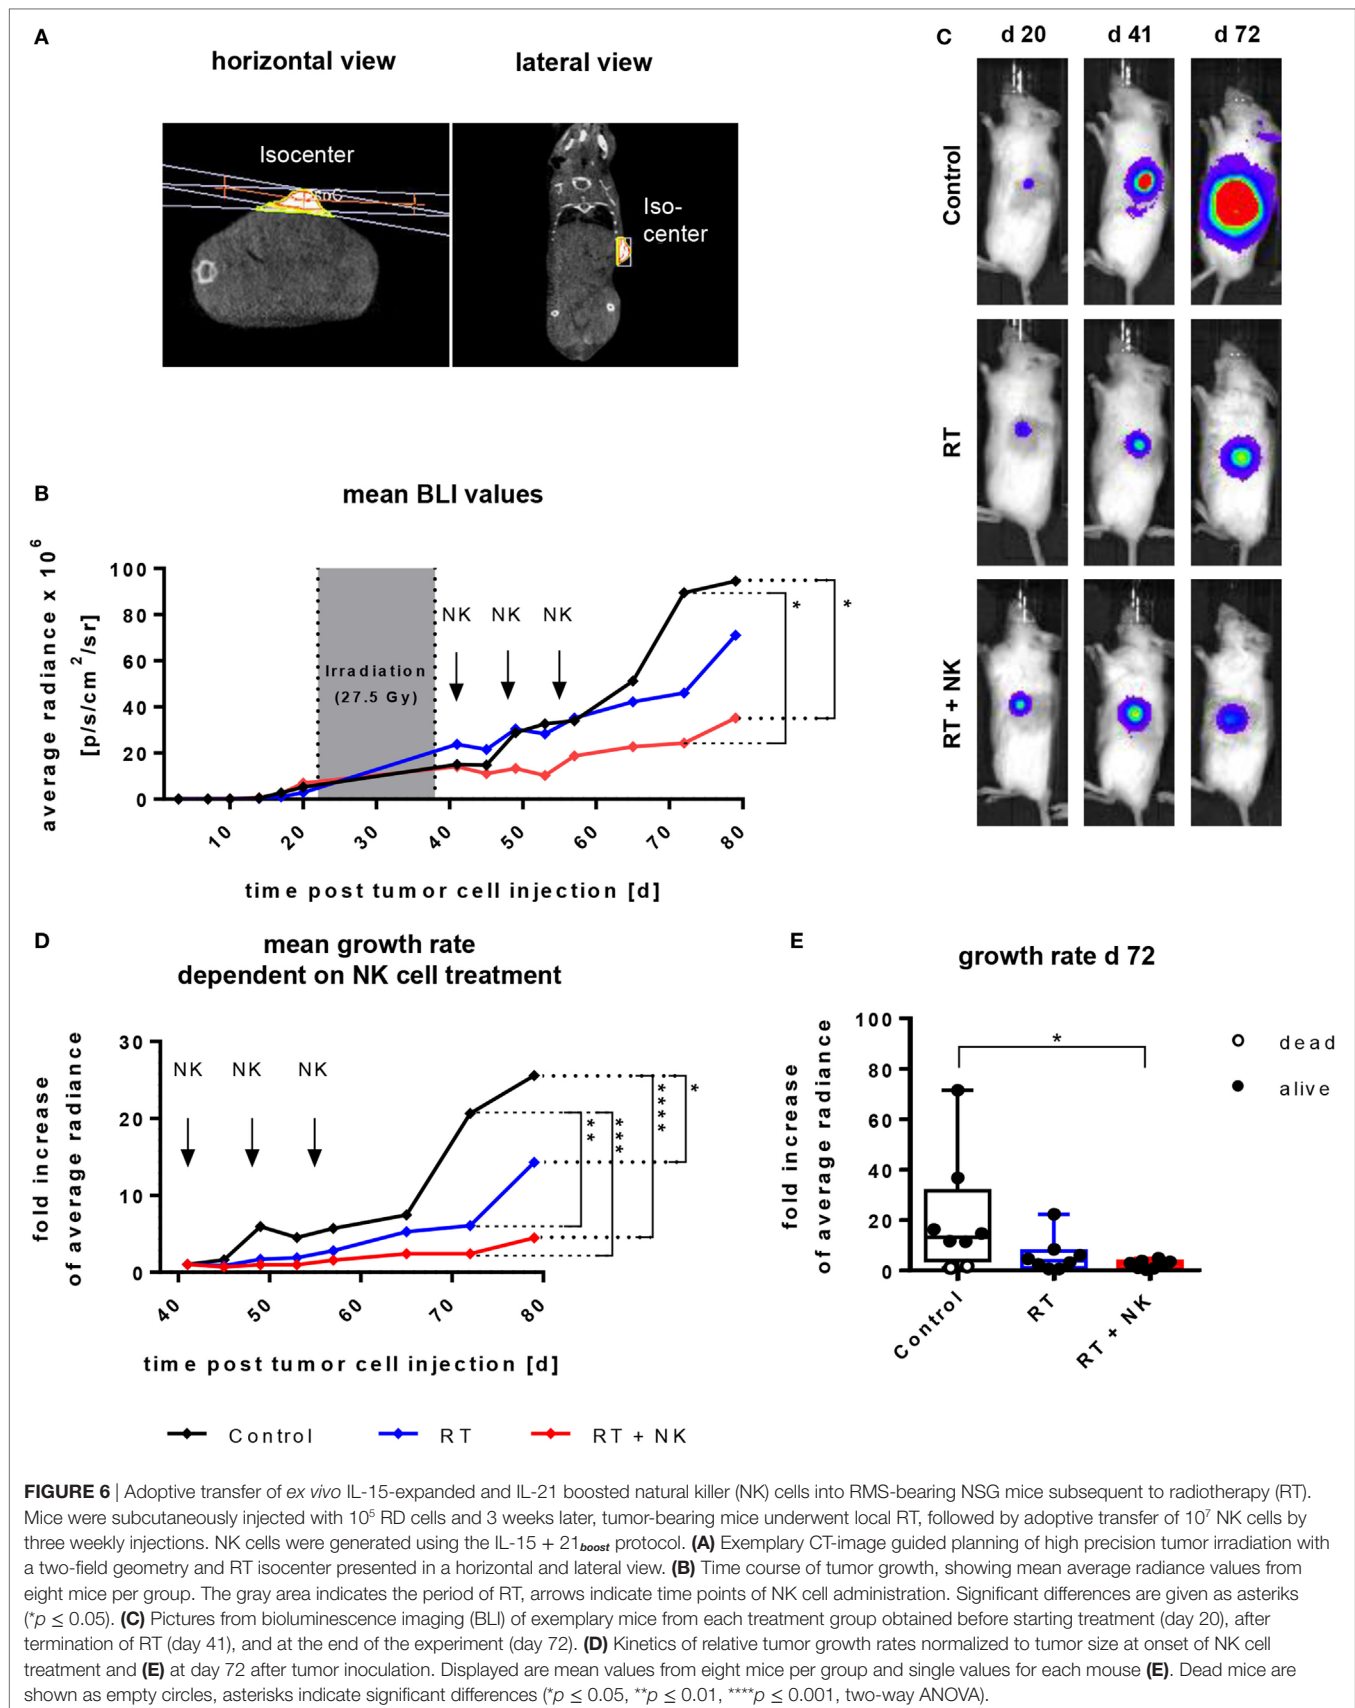 A
horizontal view
lateral view
Isocenter
Iso-
center
C
d 20
d 41
d 72
Control
RT
RT + NK
B
mean BLI values
average radiance x 10^6
[p/s/cm^2/sr]
100
80
60
40
20
0
Irradiation
(27.5 Gy)
NK
NK
NK
*
*
10
20
30
40
50
60
70
80
time post tumor cell injection [d]
D
mean growth rate
dependent on NK cell treatment
fold increase
of average radiance
30
20
10
0
NK
NK
NK
**
***
****
*
40
50
60
70
80
time post tumor cell injection [d]
Control
RT
RT + NK
E
growth rate d 72
fold increase
of average radiance
100
80
60
40
20
0
*
dead
alive
Control
RT
RT + NK
FIGURE 6 | Adoptive transfer of ex vivo IL-15-expanded and IL-21 boosted natural killer (NK) cells into RMS-bearing NSG mice subsequent to radiotherapy (RT).
Mice were subcutaneously injected with 10⁵ RD cells and 3 weeks later, tumor-bearing mice underwent local RT, followed by adoptive transfer of 10⁷ NK cells by
three weekly injections. NK cells were generated using the IL-15 + 21boost protocol. (A) Exemplary CT-image guided planning of high precision tumor irradiation with
a two-field geometry and RT isocenter presented in a horizontal and lateral view. (B) Time course of tumor growth, showing mean average radiance values from
eight mice per group. The gray area indicates the period of RT, arrows indicate time points of NK cell administration. Significant differences are given as asteriks
(*p ≤ 0.05). (C) Pictures from bioluminescence imaging (BLI) of exemplary mice from each treatment group obtained before starting treatment (day 20), after
termination of RT (day 41), and at the end of the experiment (day 72). (D) Kinetics of relative tumor growth rates normalized to tumor size at onset of NK cell
treatment and (E) at day 72 after tumor inoculation. Displayed are mean values from eight mice per group and single values for each mouse (E). Dead mice are
shown as empty circles, asterisks indicate significant differences (*p ≤ 0.05, **p ≤ 0.01, ****p ≤ 0.001, two-way ANOVA).